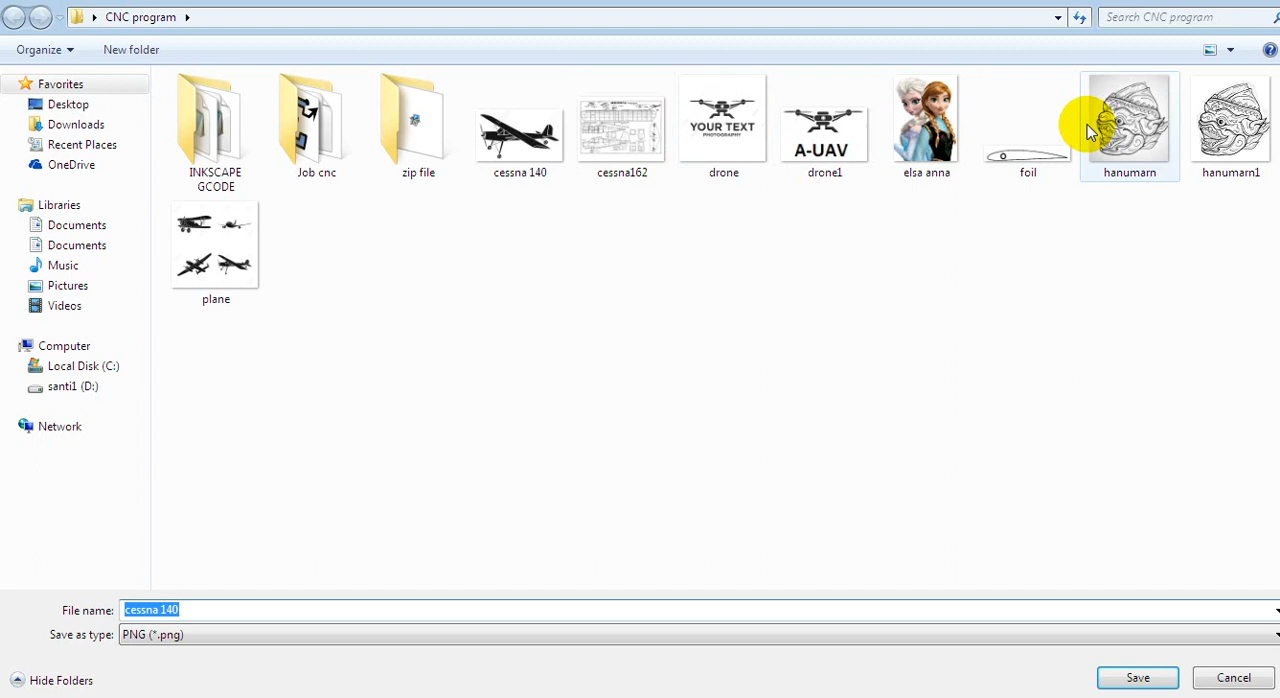 CNC program
Search CNC program
Organize
New folder
Favorites
Desktop
Downloads
Recent Places
OneDrive
Libraries
Documents
Documents
Music
Pictures
Videos
Computer
Local Disk (C:)
santi1 (D:)
Network
INKSCAPE
GCODE
Job cnc
zip file
cessna 140
cessna162
YOUR TEXT
PHOTOGRAPHY
drone
A-UAV
drone1
elsa anna
foil
hanumarn
hanumarn1
plane
File name: cessna 140
Save as type: PNG (*.png)
Hide Folders
Save
Cancel